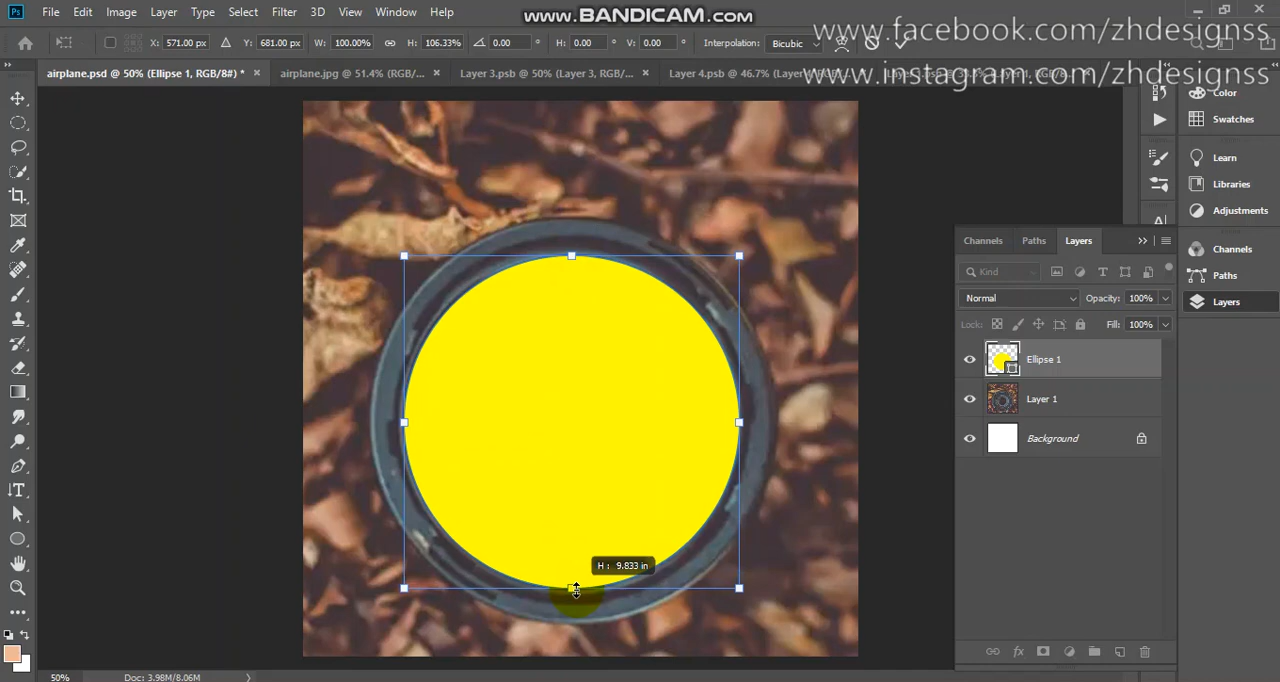 Ps File Edit Image Layer Type Select Filter 3D View Window Help
www.BANDICAM.com
www.facebook.com/zhdesignss
X: 571.00 px Y: 681.00 px W: 100.00% H: 106.33% 0.00 ° H: 0.00 ° V: 0.00 ° Interpolation: Bicubic
airplane.psd @ 50% (Ellipse 1, RGB/8#) * airplane.jpg @ 51.4% (RGB/... Layer 3.psb @ 50% (Layer 3, RGB/... Layer 4.psb @ 46.7% (Layer
www.instagram.com/zhdesignss
Color
Swatches
Learn
Libraries
Adjustments
Channels
Paths
Layers
Channels Paths Layers
Kind
Normal Opacity: 100%
Lock: Fill: 100%
Ellipse 1
Layer 1
Background
H : 9.833 in
fx
50% Doc: 3.98M/8.06M